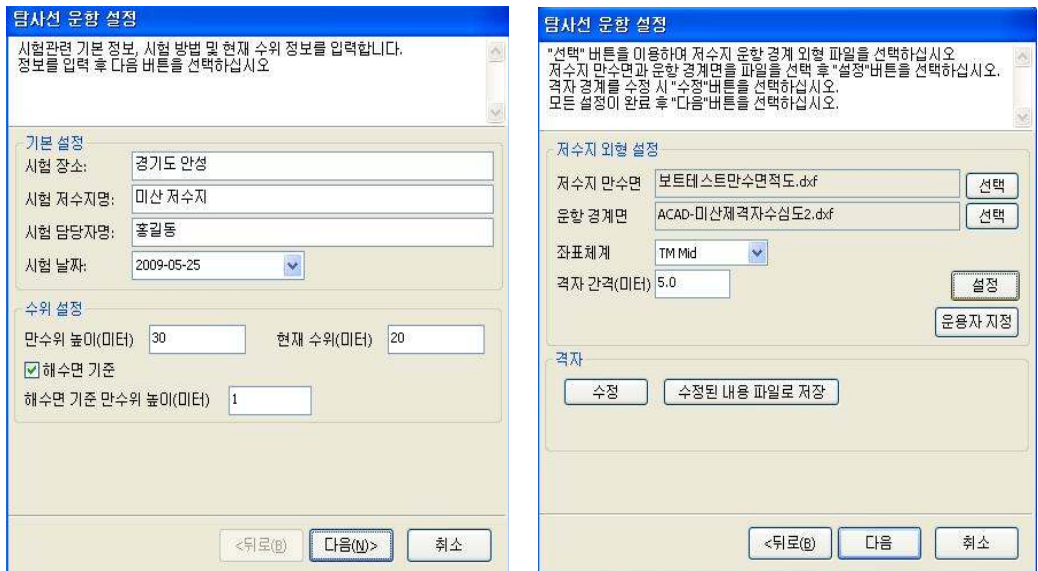 탐사선 운항 설정
시험관련 기본 정보, 시험 방법 및 현재 수위 정보를 입력합니다.
정보를 입력 후 다음 버튼을 선택하십시오
기본 설정
시험 장소: 경기도 안성
시험 저수지명: 미산 저수지
시험 담당자명: 홍길동
시험 날짜: 2009-05-25
수위 설정
만수위 높이(미터) 30 현재 수위(미터) 20
해수면 기준
해수면 기준 만수위 높이(미터) 1
<뒤로(B) 다음(N)> 취소
탐사선 운항 설정
"선택" 버튼을 이용하여 저수지 운항 경계 외형 파일을 선택하십시오
저수지 만수면과 운항 경계면을 파일을 선택 후 "설정"버튼을 선택하십시오.
격자 경계를 수정 시 "수정"버튼을 선택하십시오.
모든 설정이 완료 후 "다음"버튼을 선택하십시오.
저수지 외형 설정
저수지 만수면 보트테스트만수면적도.dxf 선택
운항 경계면 ACAD-미산제격자수심도2.dxf 선택
좌표체계 TM Mid
격자 간격(미터) 5.0 설정
운용자 지정
격자
수정 수정된 내용 파일로 저장
<뒤로(B) 다음 취소